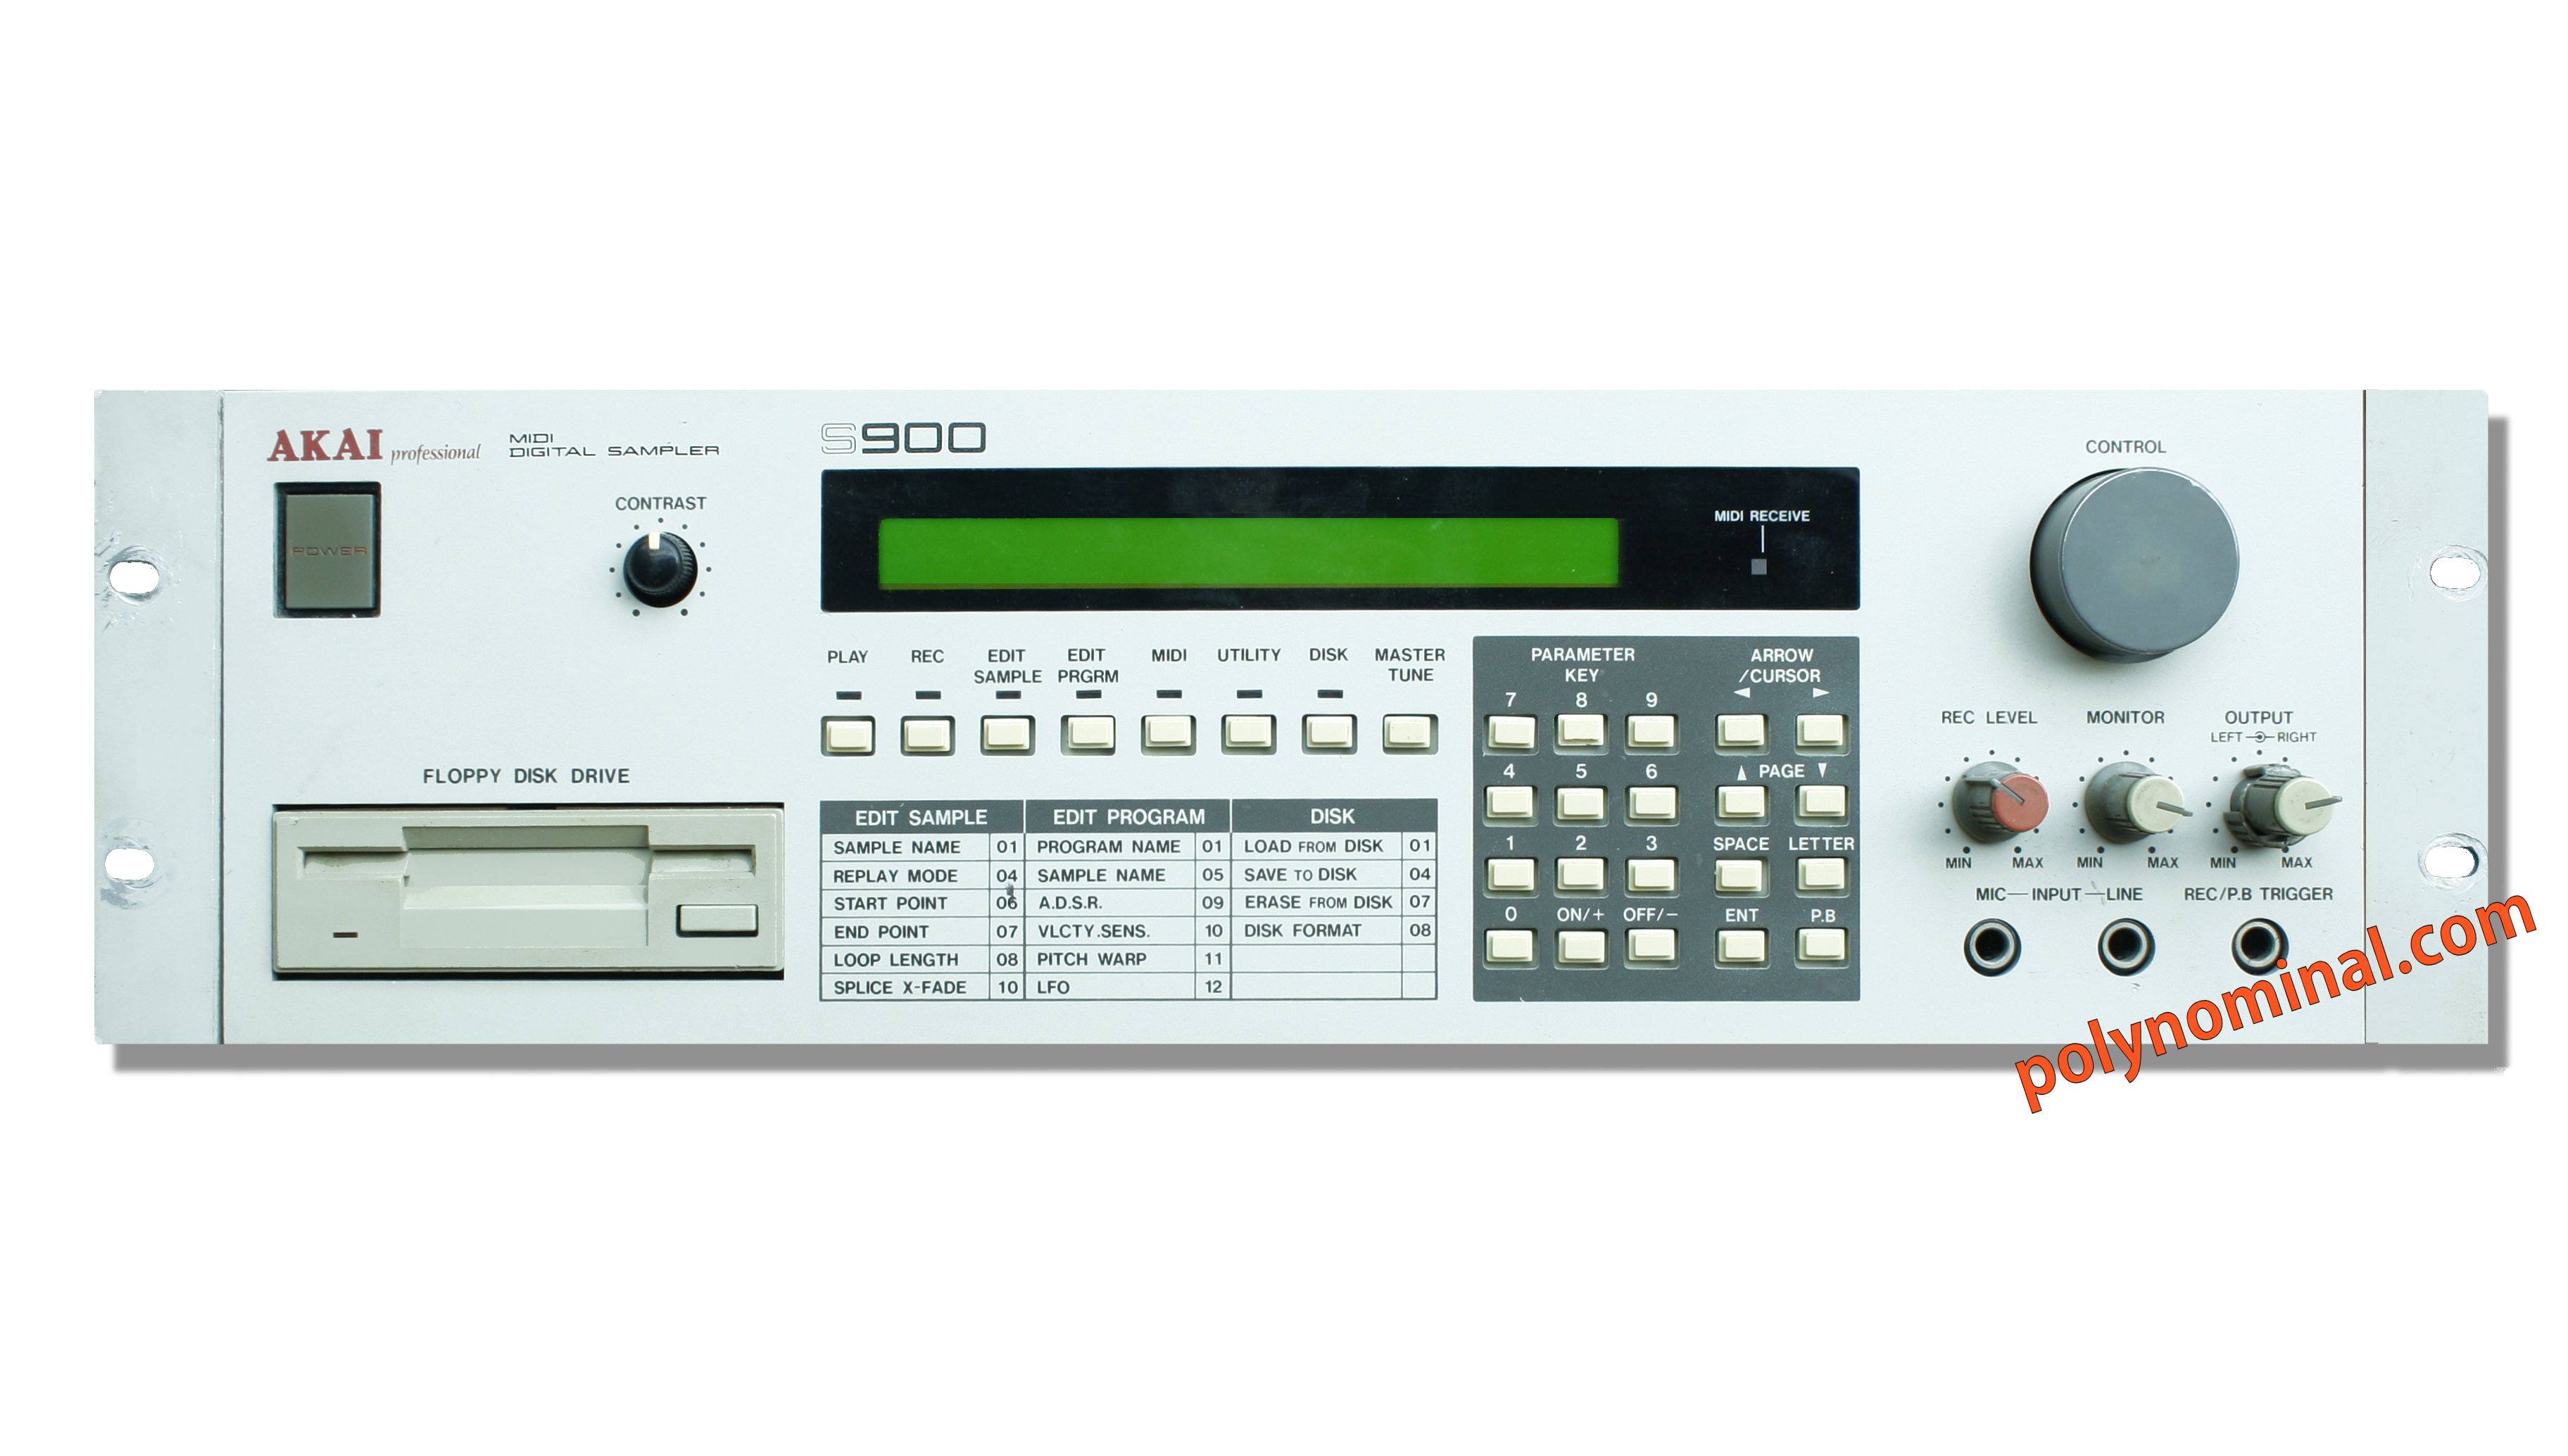 AKAI professional
MIDI
DIGITAL SAMPLER
S900
POWER
CONTRAST
FLOPPY DISK DRIVE
MIDI RECEIVE
PLAY
REC
EDIT
SAMPLE
EDIT
PRGRM
MIDI
UTILITY
DISK
MASTER
TUNE
EDIT SAMPLE EDIT PROGRAM DISK
SAMPLE NAME 01 PROGRAM NAME 01 LOAD FROM DISK 01
REPLAY MODE 04 SAMPLE NAME 05 SAVE TO DISK 04
START POINT 06 A.D.S.R. 09 ERASE FROM DISK 07
END POINT 07 VLCTY.SENS. 10 DISK FORMAT 08
LOOP LENGTH 08 PITCH WARP 11
SPLICE X-FADE 10 LFO 12
PARAMETER
KEY
ARROW
/CURSOR
◄ ►
7 8 9
4 5 6 ▲ PAGE ▼
1 2 3 SPACE LETTER
0 ON/+ OFF/− ENT P.B
CONTROL
REC LEVEL MONITOR OUTPUT
LEFT RIGHT
MIN MAX MIN MAX MIN MAX
MIC—INPUT—LINE REC/P.B TRIGGER
polynominal.com